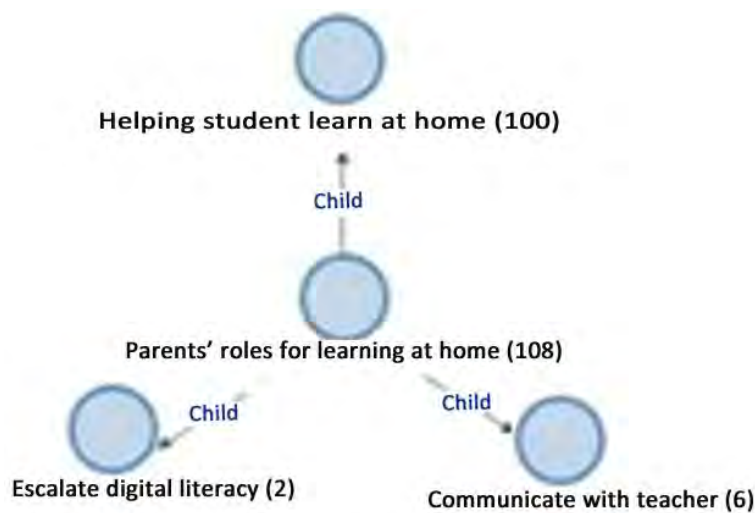 Helping student learn at home (100)
Child
Parents’ roles for learning at home (108)
Child
Child
Escalate digital literacy (2)
Communicate with teacher (6)